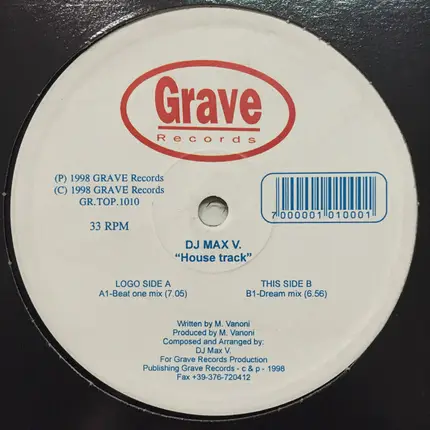 Grave
Records
(P) 1998 GRAVE Records
(C) 1998 GRAVE Records
GR.TOP.1010
33 RPM
7 000001 010001
DJ MAX V.
"House track"
LOGO SIDE A
A1-Beat one mix (7.05)
THIS SIDE B
B1-Dream mix (6.56)
Written by M. Vanoni
Produced by M. Vanoni
Composed and Arranged by:
DJ Max V.
For Grave Records Production
Publishing Grave Records - c & p - 1998
Fax +39-376-720412